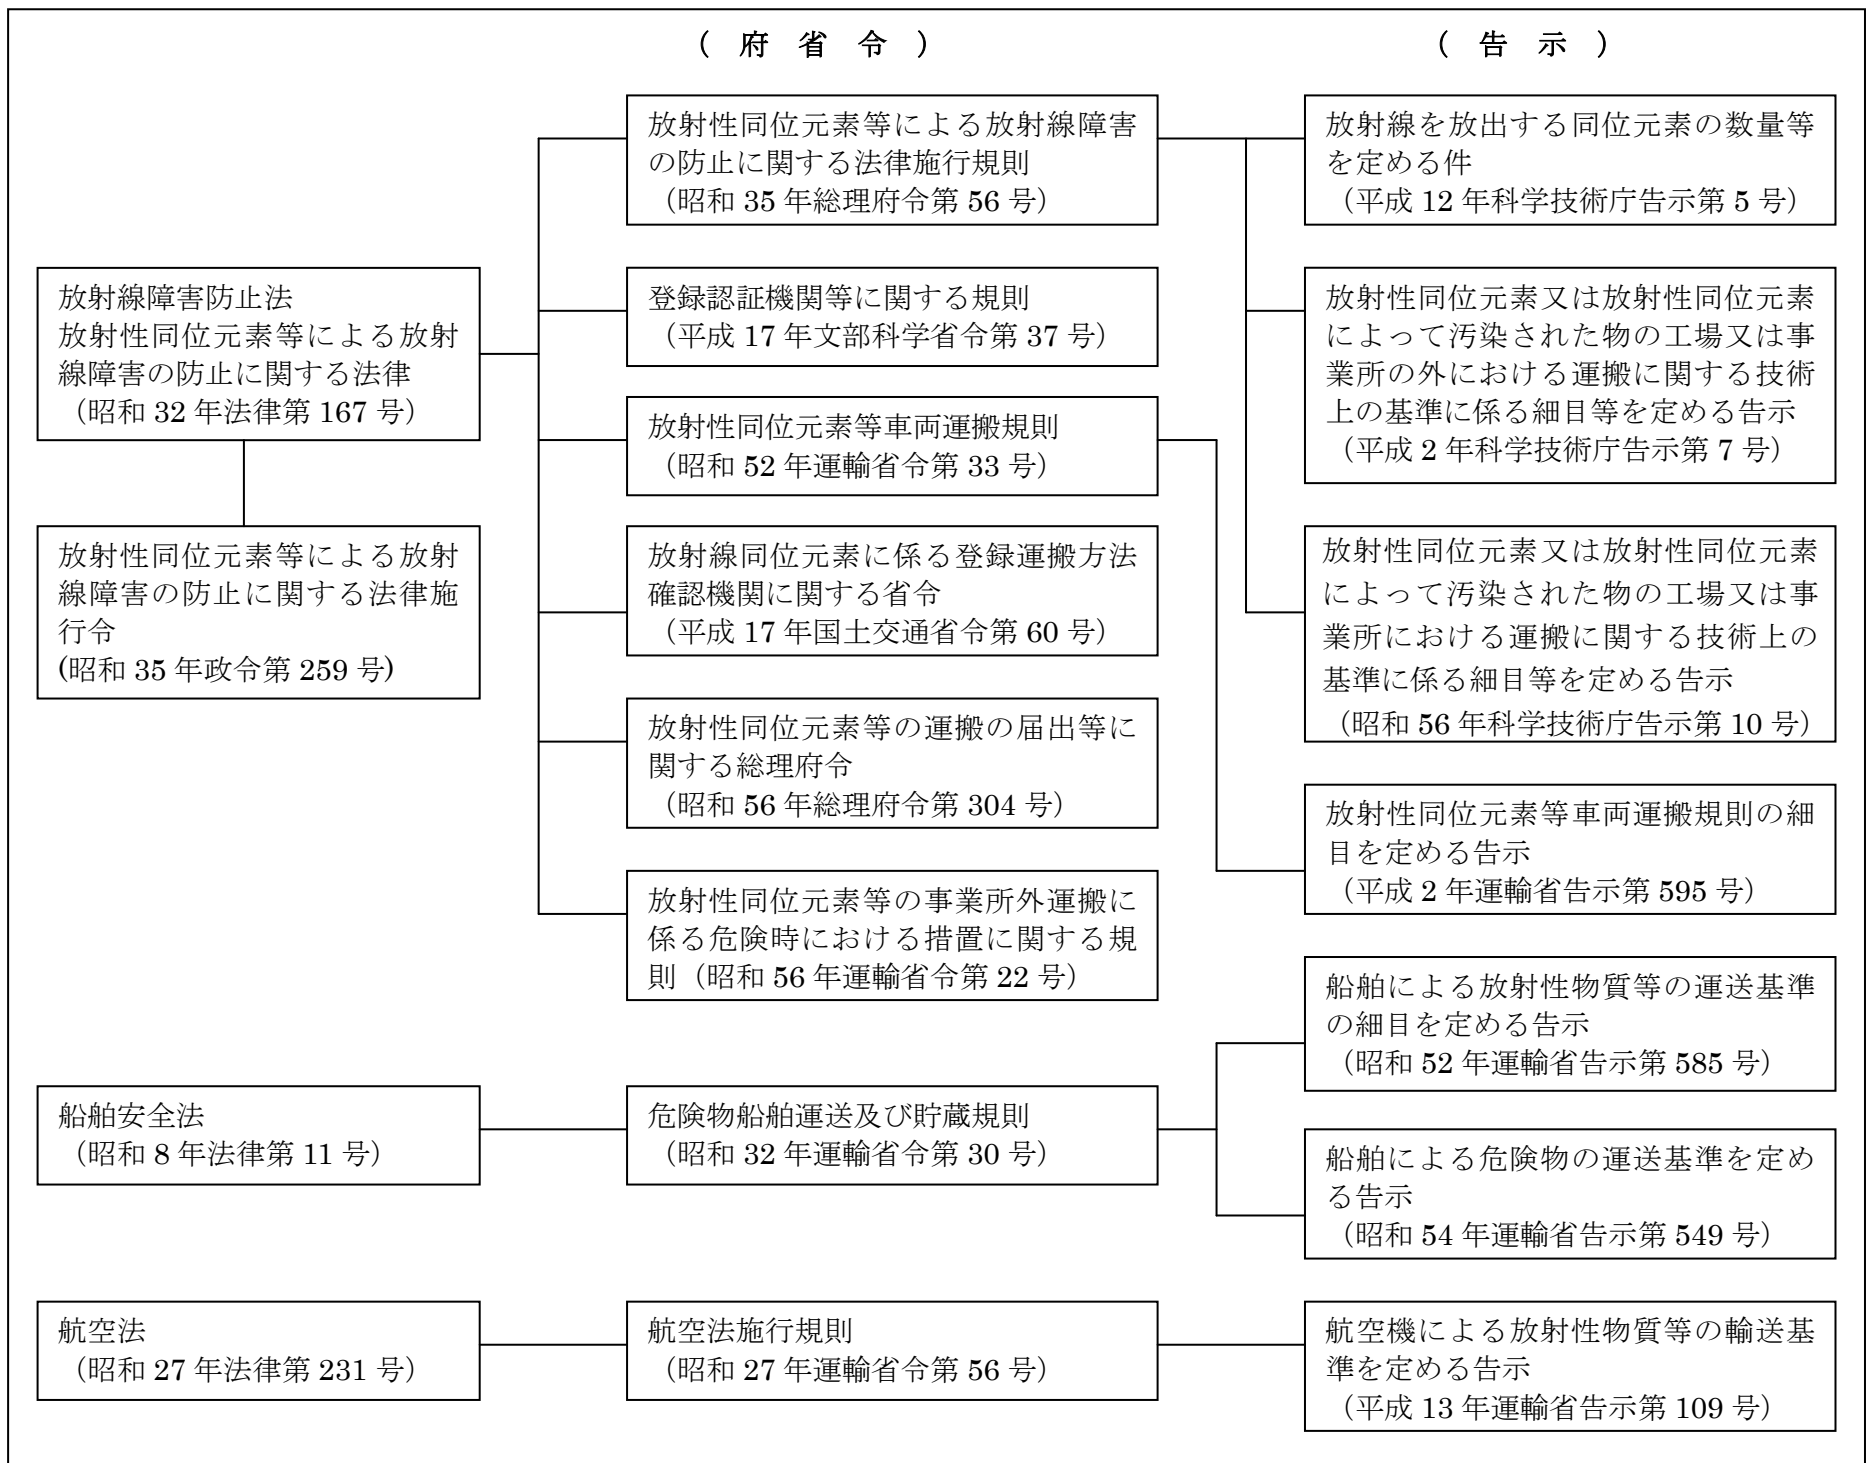 ( 府 省 令 )
( 告 示 )
放射線障害防止法
放射性同位元素等による放射
線障害の防止に関する法律
（昭和 32 年法律第 167 号）
放射性同位元素等による放射
線障害の防止に関する法律施
行令
(昭和 35 年政令第 259 号)
放射性同位元素等による放射線障害
の防止に関する法律施行規則
（昭和 35 年総理府令第 56 号）
登録認証機関等に関する規則
（平成 17 年文部科学省令第 37 号）
放射性同位元素等車両運搬規則
（昭和 52 年運輸省令第 33 号）
放射線同位元素に係る登録運搬方法
確認機関に関する省令
（平成 17 年国土交通省令第 60 号）
放射性同位元素等の運搬の届出等に
関する総理府令
（昭和 56 年総理府令第 304 号）
放射性同位元素等の事業所外運搬に
係る危険時における措置に関する規
則（昭和 56 年運輸省令第 22 号）
放射線を放出する同位元素の数量等
を定める件
（平成 12 年科学技術庁告示第 5 号）
放射性同位元素又は放射性同位元素
によって汚染された物の工場又は事
業所の外における運搬に関する技術
上の基準に係る細目等を定める告示
（平成 2 年科学技術庁告示第 7 号）
放射性同位元素又は放射性同位元素
によって汚染された物の工場又は事
業所における運搬に関する技術上の
基準に係る細目等を定める告示
（昭和 56 年科学技術庁告示第 10 号）
放射性同位元素等車両運搬規則の細
目を定める告示
（平成 2 年運輸省告示第 595 号）
船舶安全法
（昭和 8 年法律第 11 号）
危険物船舶運送及び貯蔵規則
（昭和 32 年運輸省令第 30 号）
船舶による放射性物質等の運送基準
の細目を定める告示
（昭和 52 年運輸省告示第 585 号）
船舶による危険物の運送基準を定め
る告示
（昭和 54 年運輸省告示第 549 号）
航空法
（昭和 27 年法律第 231 号）
航空法施行規則
（昭和 27 年運輸省令第 56 号）
航空機による放射性物質等の輸送基
準を定める告示
（平成 13 年運輸省告示第 109 号）